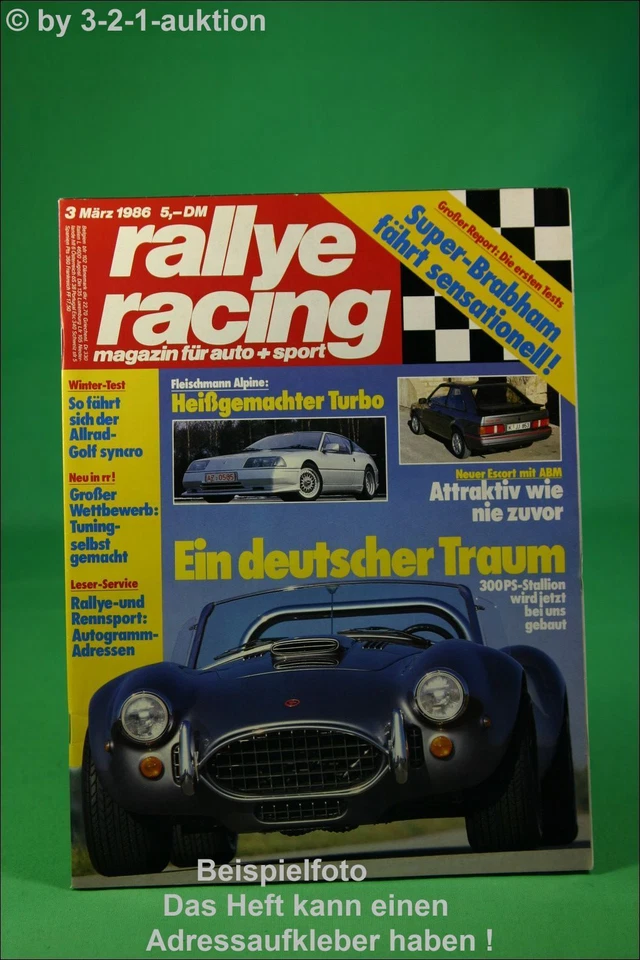 © by 3-2-1-auktion
3 März 1986 5,-DM
rallye
racing
magazin für auto + sport
Großer Report: Die ersten Tests
Super-Brabham
fährt sensationell!
Winter-Test
So fährt
sich der
Allrad-
Golf syncro
Neu in rr!
Großer
Wettbewerb:
Tuning-
selbst
gemacht
Leser-Service
Rallye-und
Rennsport:
Autogramm-
Adressen
Fleischmann Alpine:
Heißgemachter Turbo
AZ-0595
Neuer Escort mit ABM
Attraktiv wie
nie zuvor
Ein deutscher Traum
300 PS-Stallion
wird jetzt
bei uns
gebaut
Beispielfoto
Das Heft kann einen
Adressaufkleber haben !